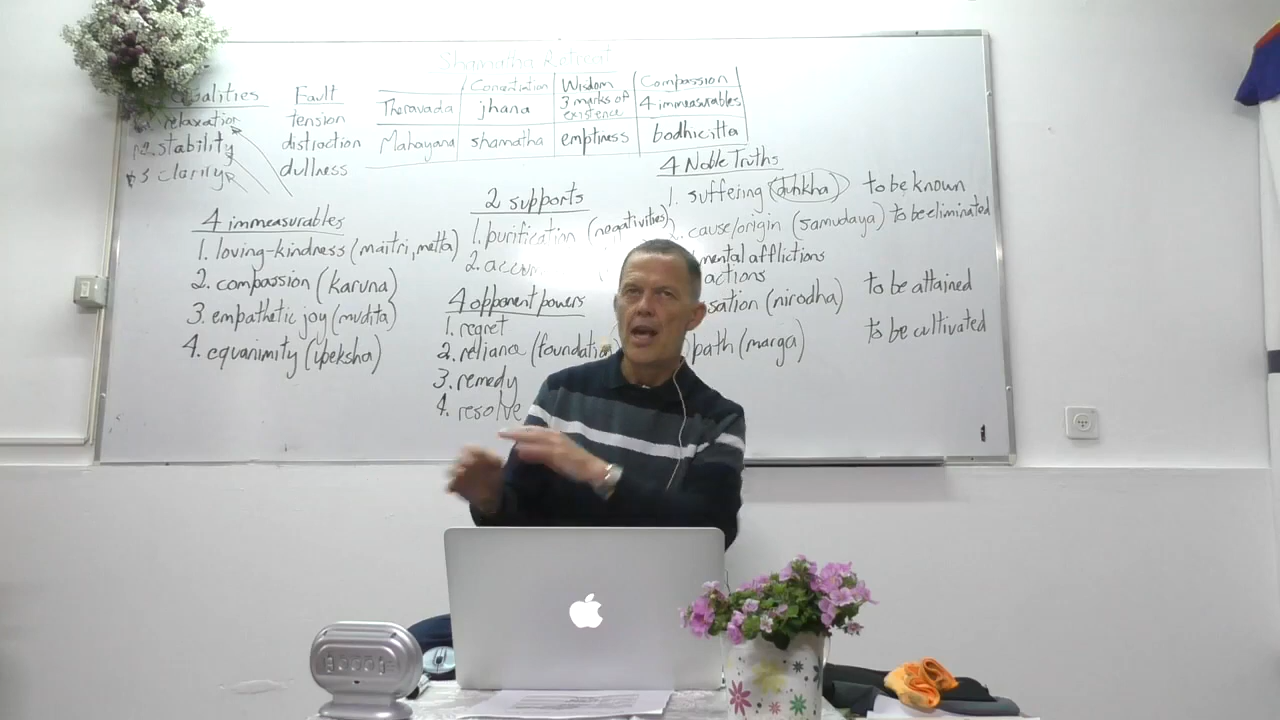 Shamatha Retreat
Fault
1 relaxation tension
2. stability distraction
3 clarity dullness
Concentration Wisdom Compassion
Theravada jhana 3 marks of existence 4 immeasurables
Mahayana shamatha emptiness bodhicitta
4 immeasurables
1. loving-kindness (maitri, metta)
2. compassion (karuna)
3. empathetic joy (mudita)
4. equanimity (upeksha)
2 supports
1. purification (negativities)
2.
4 opponent powers
1. regret
2. reliance (foundation
3. remedy
4. resolve
4 Noble Truths
1. suffering (duhkha) to be known
2. cause/origin (samudaya) to be eliminated
mental afflictions
actions
sation (nirodha) to be attained
path (marga) to be cultivated